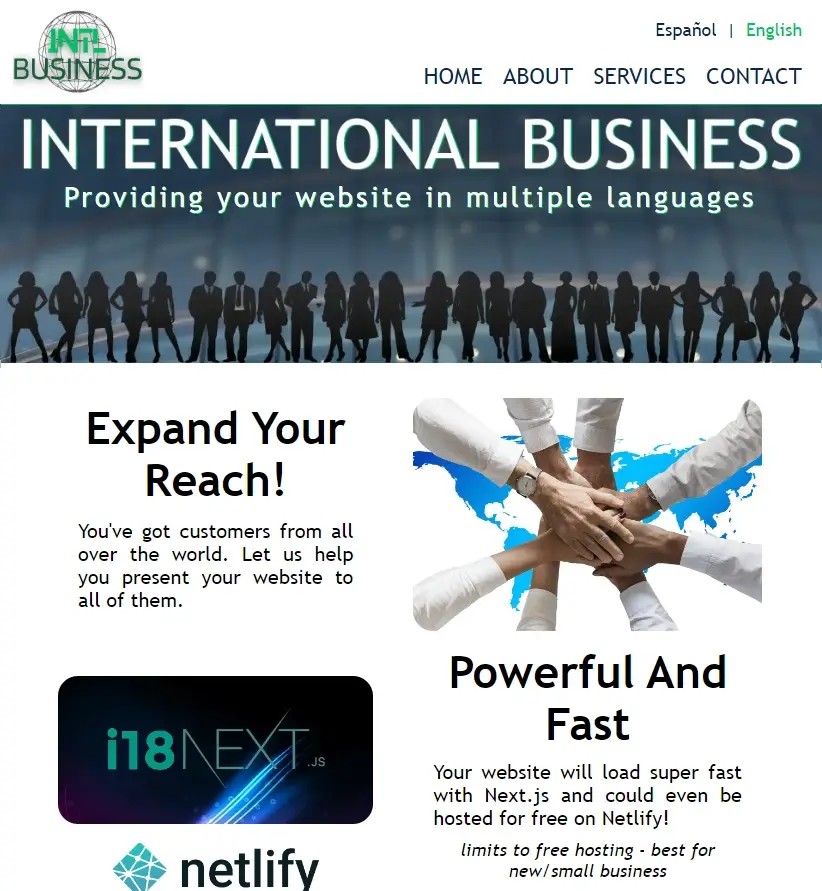 INTL
BUSINESS
Español | English
HOME ABOUT SERVICES CONTACT
INTERNATIONAL BUSINESS
Providing your website in multiple languages
Expand Your
Reach!
You've got customers from all
over the world. Let us help
you present your website to
all of them.
Powerful And
Fast
Your website will load super fast
with Next.js and could even be
hosted for free on Netlify!
limits to free hosting - best for
new/small business
i18NEXT.JS
netlify